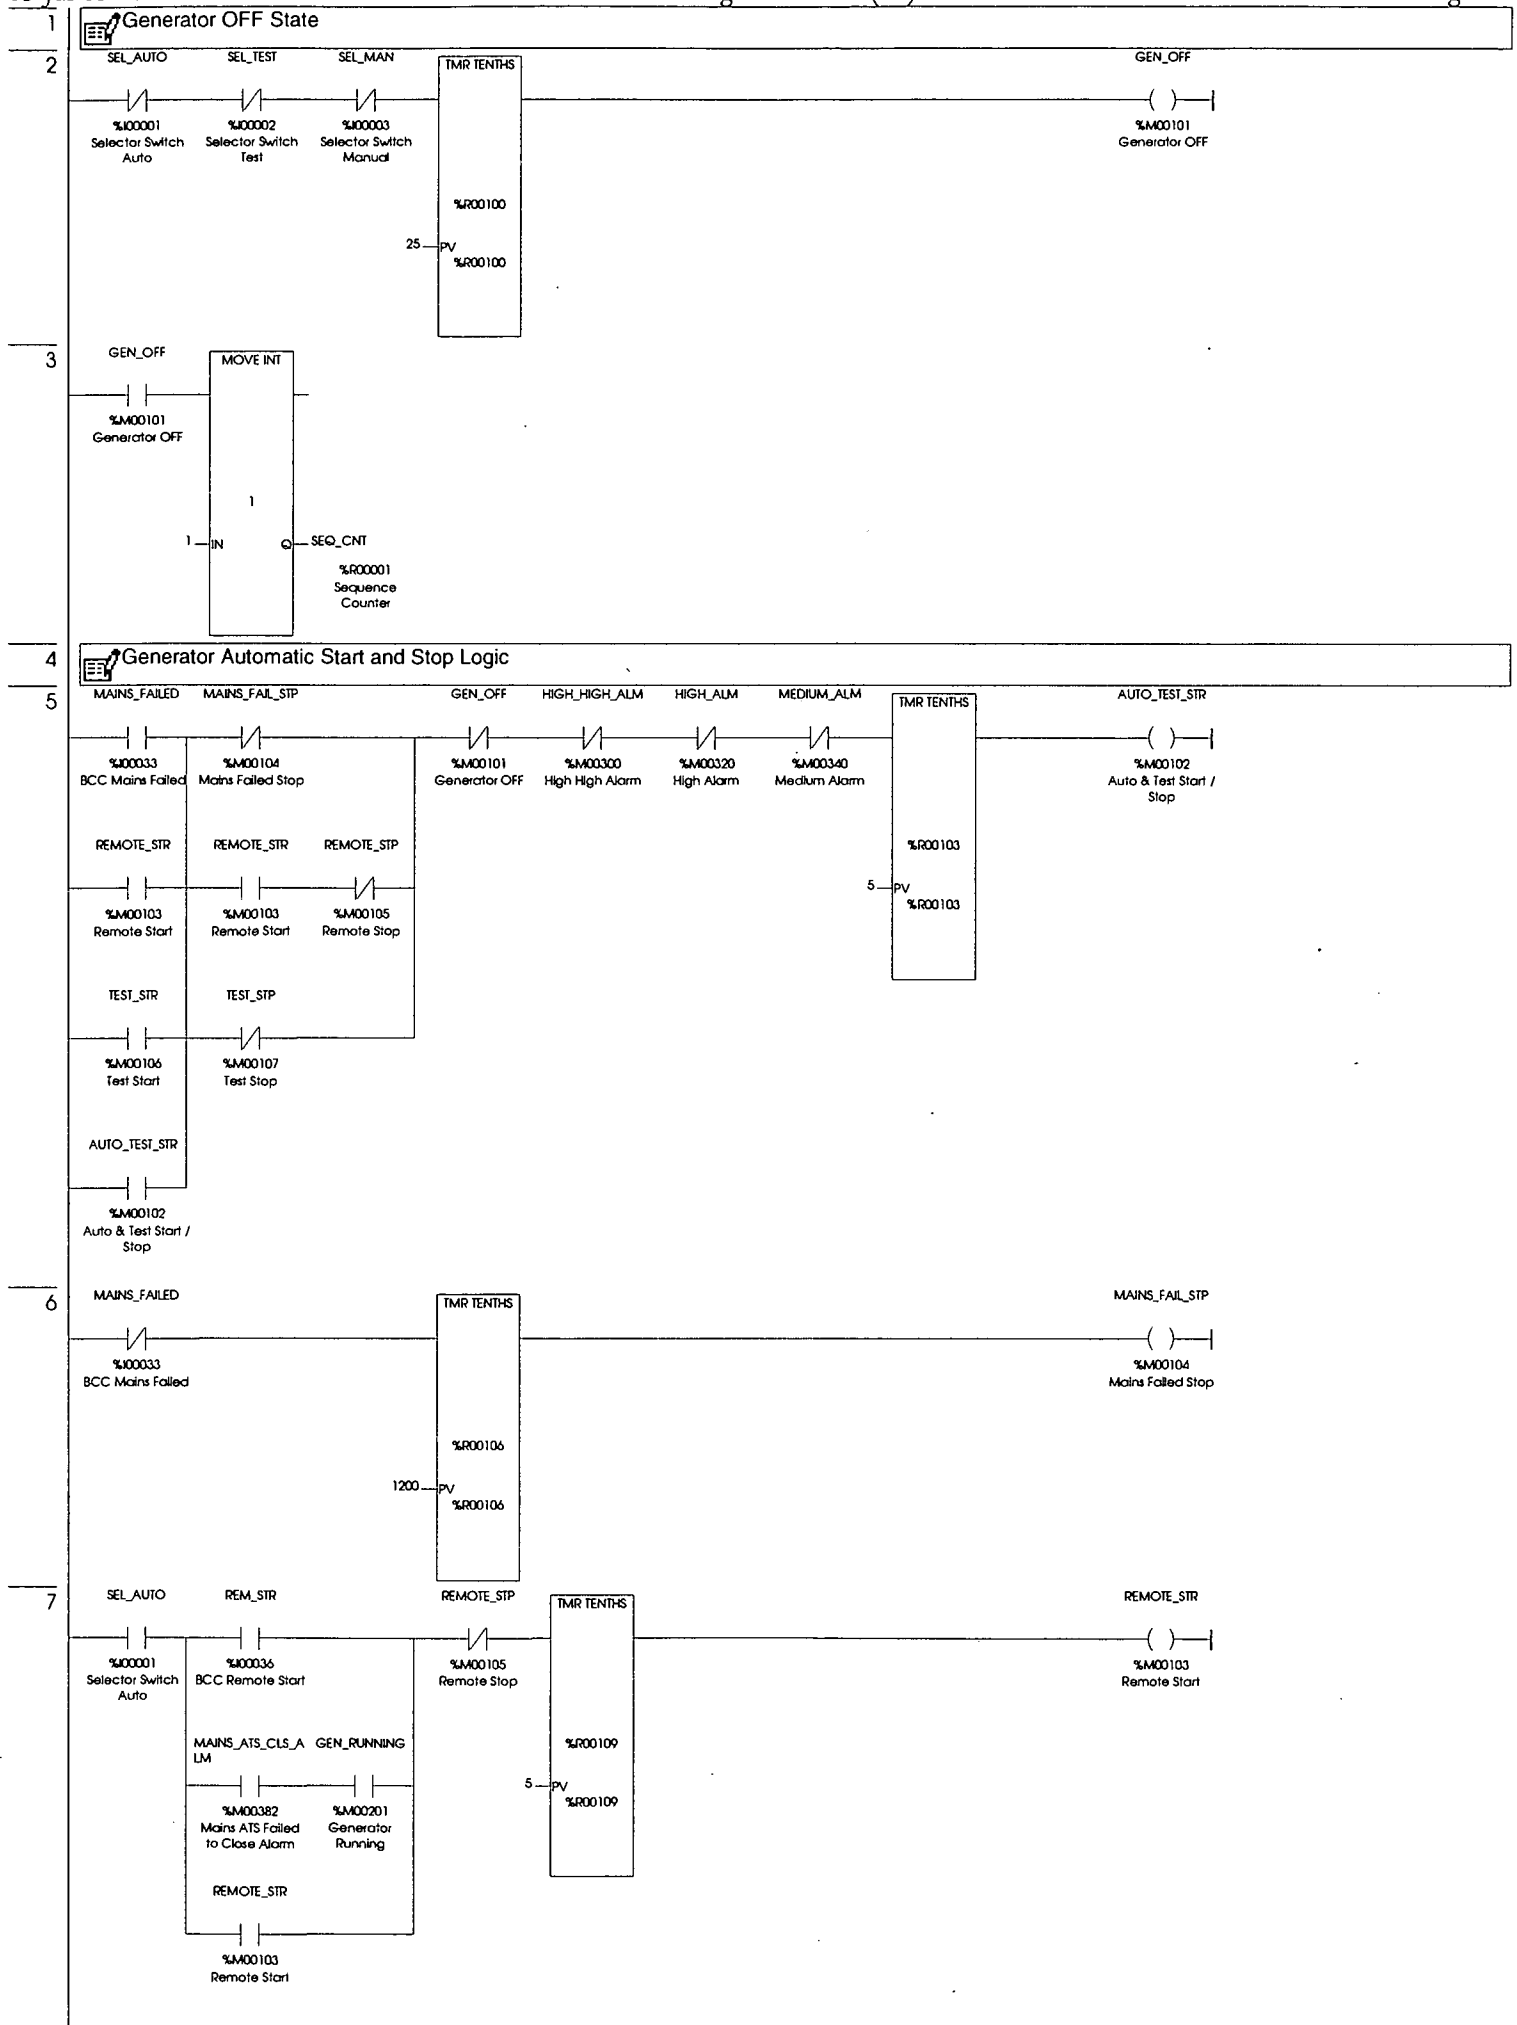 1
Generator OFF State
2
SEL_AUTO SEL_TEST SEL_MAN TMR TENTHS GEN_OFF
%I00001 %I00002 %I00003 %M00101
Selector Switch Selector Switch Selector Switch Generator OFF
Auto Test Manual
%R00100
25 PV
%R00100
3
GEN_OFF MOVE INT
%M00101
Generator OFF
1
1 IN Q SEQ_CNT
%R00001
Sequence
Counter
4
Generator Automatic Start and Stop Logic
5
MAINS_FAILED MAINS_FAIL_STP GEN_OFF HIGH_HIGH_ALM HIGH_ALM MEDIUM_ALM TMR TENTHS AUTO_TEST_STR
%I00033 %M00104 %M00101 %M00300 %M00320 %M00340 %M00102
BCC Mains Failed Mains Failed Stop Generator OFF High High Alarm High Alarm Medium Alarm Auto & Test Start /
Stop
REMOTE_STR REMOTE_STR REMOTE_STP %R00103
5 PV
%M00103 %M00103 %M00105 %R00103
Remote Start Remote Start Remote Stop
TEST_STR TEST_STP
%M00106 %M00107
Test Start Test Stop
AUTO_TEST_STR
%M00102
Auto & Test Start /
Stop
6
MAINS_FAILED TMR TENTHS MAINS_FAIL_STP
%I00033 %M00104
BCC Mains Failed Mains Failed Stop
%R00106
1200 PV
%R00106
7
SEL_AUTO REM_STR REMOTE_STP TMR TENTHS REMOTE_STR
%I00001 %I00036 %M00105 %M00103
Selector Switch BCC Remote Start Remote Stop Remote Start
Auto
MAINS_ATS_CLS_A GEN_RUNNING %R00109
LM
5 PV
%M00382 %M00201 %R00109
Mains ATS Failed Generator
to Close Alarm Running
REMOTE_STR
%M00103
Remote Start